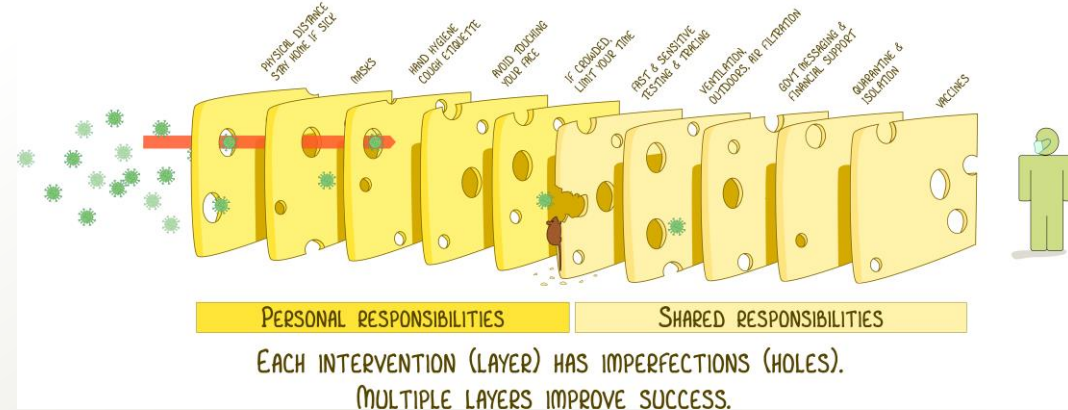 PHYSICAL DISTANCE
STAY HOME IF SICK
MASKS
HAND HYGIENE
COUGH ETIQUETTE
AVOID TOUCHING
YOUR FACE
IF CROWDED,
LIMIT YOUR TIME
FAST & SENSITIVE
TESTING & TRACING
VENTILATION,
OUTDOORS, AIR FILTRATION
GOVT MESSAGING &
FINANCIAL SUPPORT
QUARANTINE &
ISOLATION
VACCINES
PERSONAL RESPONSIBILITIES
SHARED RESPONSIBILITIES
EACH INTERVENTION (LAYER) HAS IMPERFECTIONS (HOLES).
MULTIPLE LAYERS IMPROVE SUCCESS.